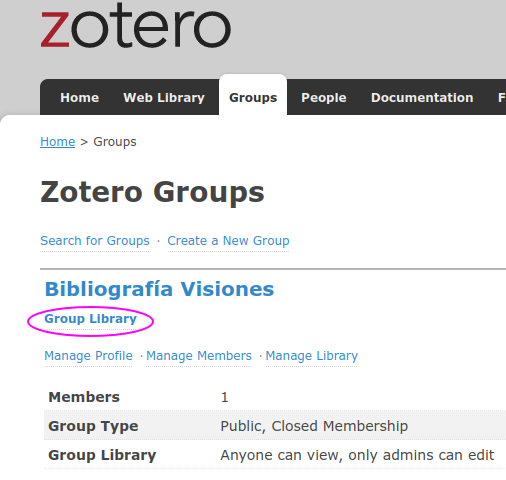 zotero
Home Web Library Groups People Documentation F
Home > Groups
Zotero Groups
Search for Groups · Create a New Group
Bibliografía Visiones
Group Library
Manage Profile · Manage Members · Manage Library
Members 1
Group Type Public, Closed Membership
Group Library Anyone can view, only admins can edit